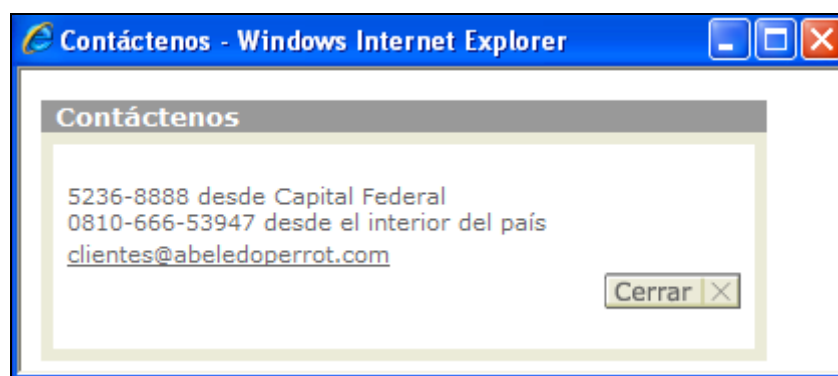 Contáctenos - Windows Internet Explorer
Contáctenos
5236-8888 desde Capital Federal
0810-666-53947 desde el interior del país
clientes@abeledoperrot.com
Cerrar